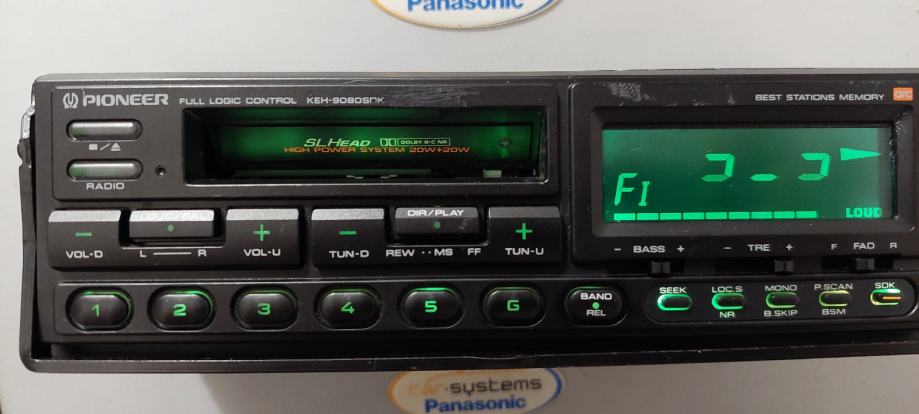 Panasonic
PIONEER FULL LOGIC CONTROL KEH-9080SDK
BEST STATIONS MEMORY arc
SL HEAD DOLBY B·C NR
HIGH POWER SYSTEM 20W+20W
RADIO
F1
LOUD
LOUD/BAL
DIR/PLAY
− + − +
VOL-D L R VOL-U TUN-D REW ·· MS FF TUN-U
− BASS + − TRE + F FAD R
1 2 3 4 5 6
BAND
REL
SEEK LOC.S MONO P.SCAN SDK
NR B.SKIP BSM
car-systems
Panasonic